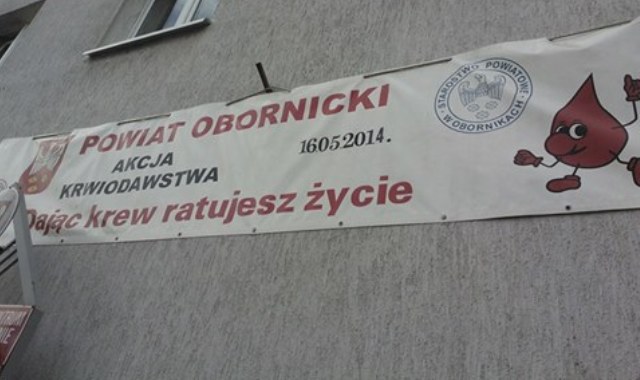 POWIAT OBORNICKI
AKCJA
KRWIODAWSTWA
16.05.2014.
Dając krew ratujesz życie
STAROSTWO POWIATOWE
W OBORNIKACH